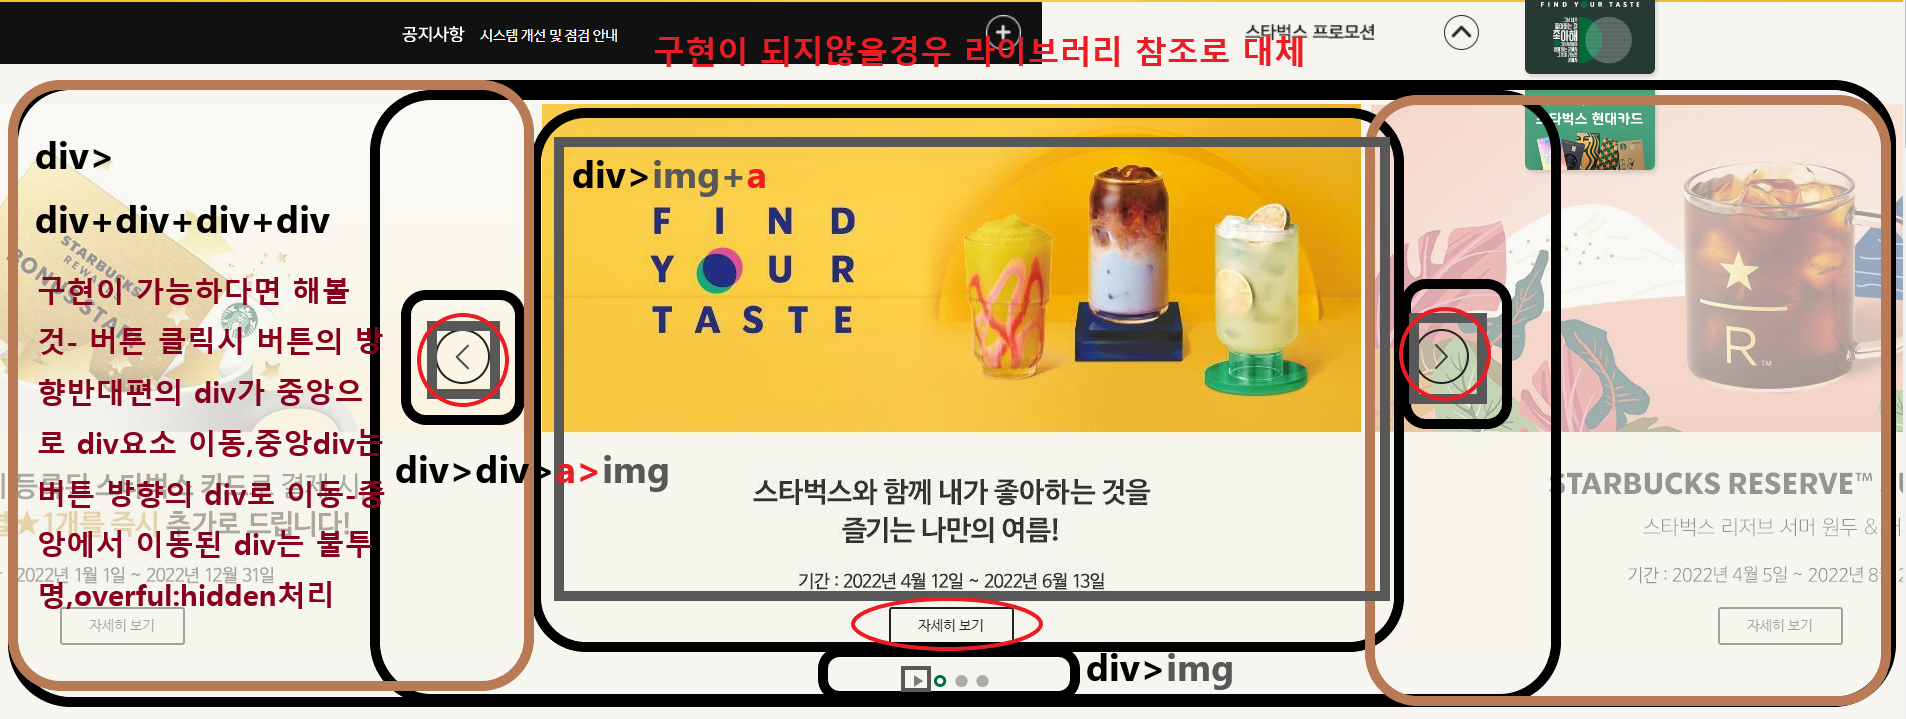 FIND YOUR TASTE
좋아해
공지사항 시스템 개선 및 점검 안내
스타벅스 프로모션
구현이 되지않을경우 라이브러리 참조로 대체
스타벅스 현대카드
div>
div+div+div+div
STARBUCKS
REWARDS
BONUS STAR
구현이 가능하다면 해볼
것- 버튼 클릭시 버튼의 방
향반대편의 div가 중앙으
로 div요소 이동,중앙div는
버튼 방향의 div로 이동-중
앙에서 이동된 div는 불투
명,overful:hidden처리
등록된 스타벅스 카드로 결제 시
별★1개를 즉시 추가로 드립니다!
2022년 1월 1일 ~ 2022년 12월 31일
자세히 보기
div>img+a
FIND
YOUR
TASTE
div>div>a>img
스타벅스와 함께 내가 좋아하는 것을
즐기는 나만의 여름!
기간 : 2022년 4월 12일 ~ 2022년 6월 13일
자세히 보기
div>img
R™
STARBUCKS RESERVE™
스타벅스 리저브 서머 원두 &
기간 : 2022년 4월 5일 ~ 2022년 8
자세히 보기